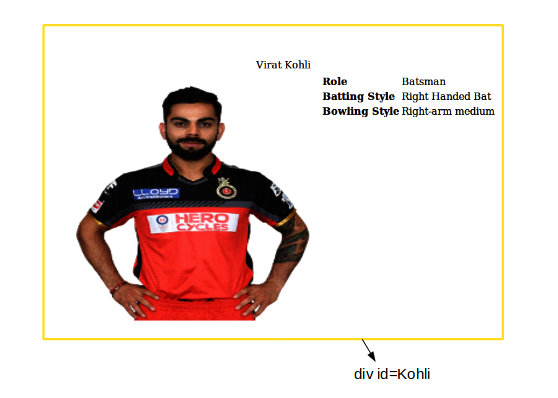 Virat Kohli
Role Batsman
Batting Style Right Handed Bat
Bowling Style Right-arm medium
LLOYD
HERO
CYCLES
div id=Kohli